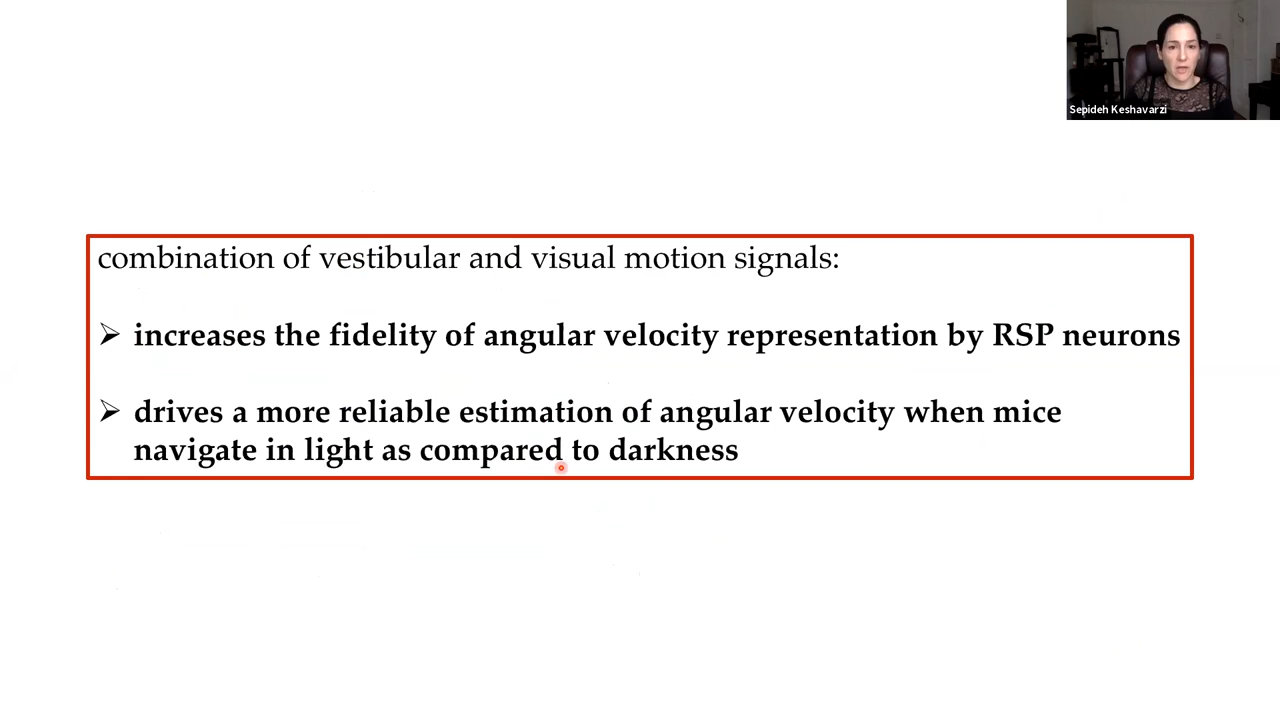 Sepideh Keshavarzi
combination of vestibular and visual motion signals:
➢ increases the fidelity of angular velocity representation by RSP neurons
➢ drives a more reliable estimation of angular velocity when mice
navigate in light as compared to darkness